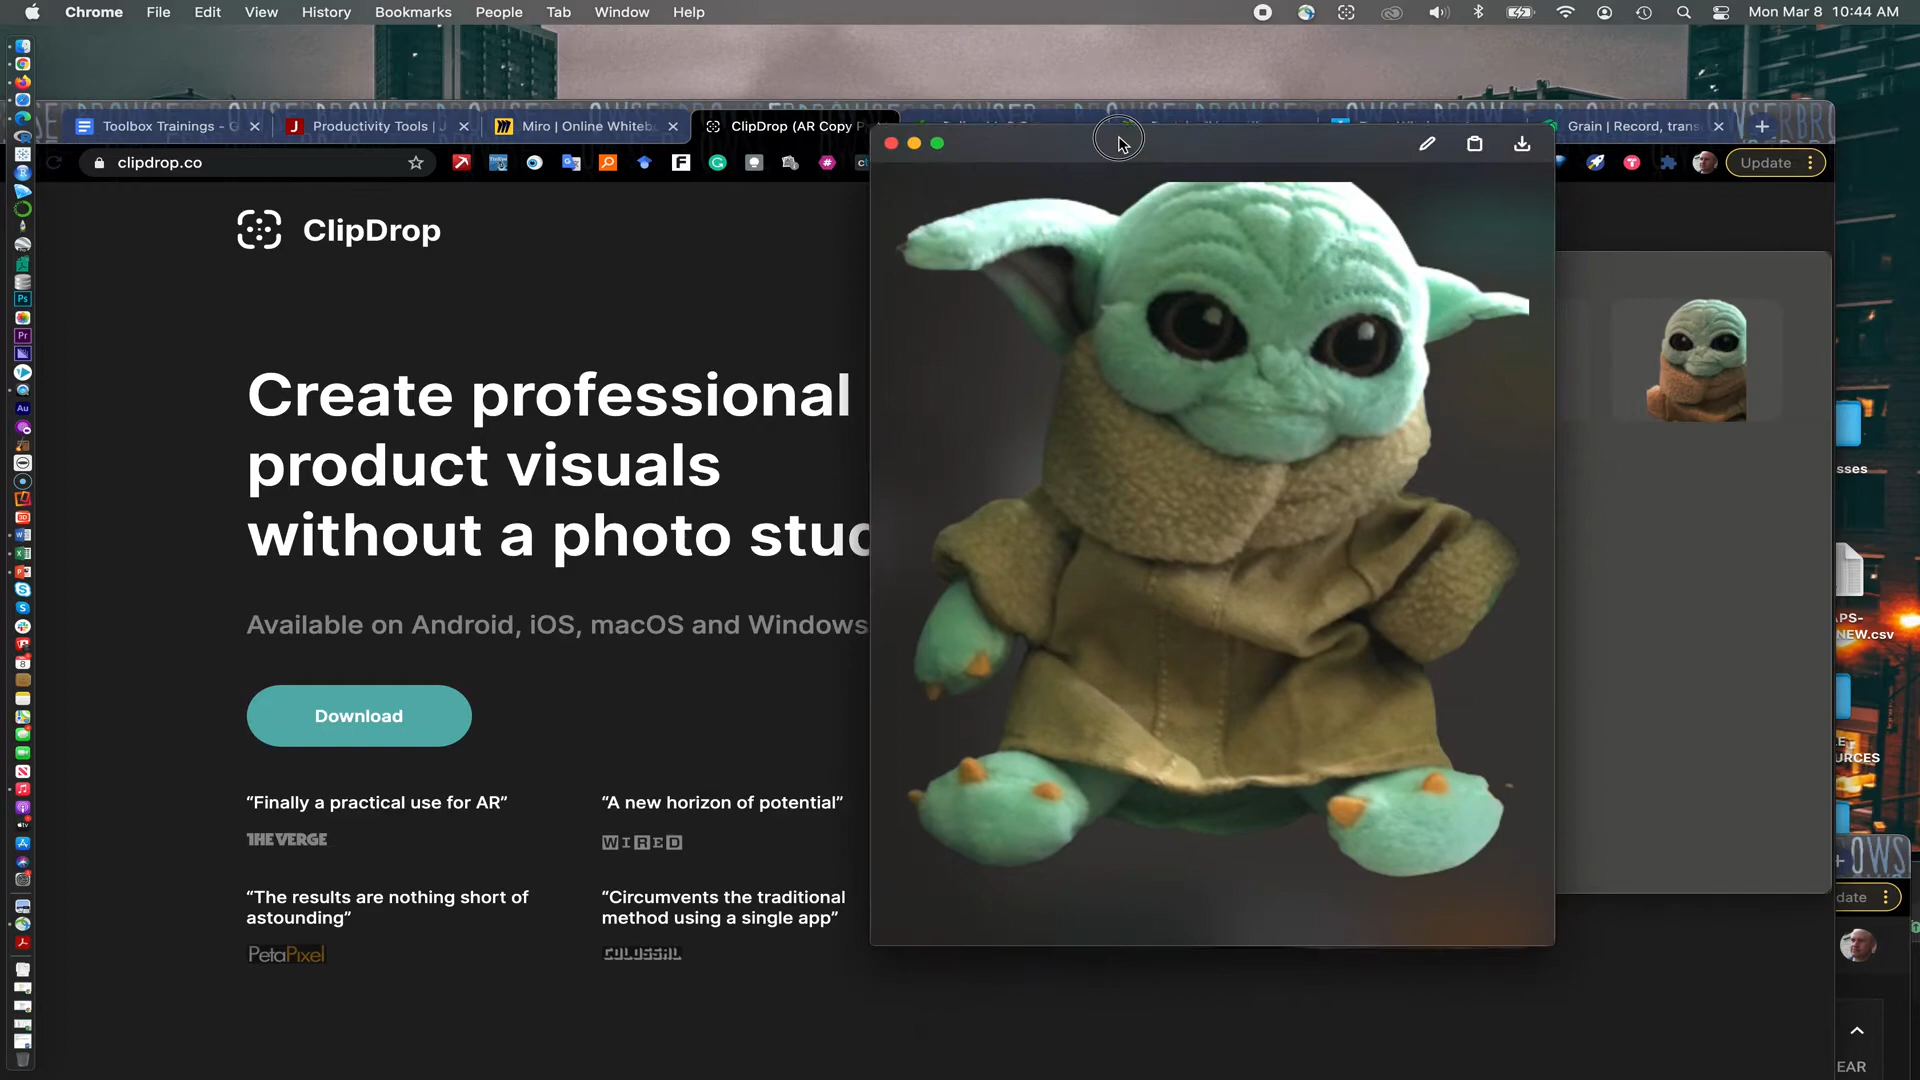 Chrome File Edit View History Bookmarks People Tab Window Help Mon Mar 8 10:44 AM
Toolbox Trainings - G Productivity Tools | J Miro | Online Whiteb ClipDrop (AR Copy P Grain | Record, trans
clipdrop.co Update
ClipDrop
Create professional
product visuals
without a photo stud
Available on Android, iOS, macOS and Windows
Download
“Finally a practical use for AR”
THE VERGE
“A new horizon of potential”
WIRED
“The results are nothing short of
astounding”
PetaPixel
“Circumvents the traditional
method using a single app”
COLOSSAL
sses
APS-
NEW.csv
URCES
date
EAR